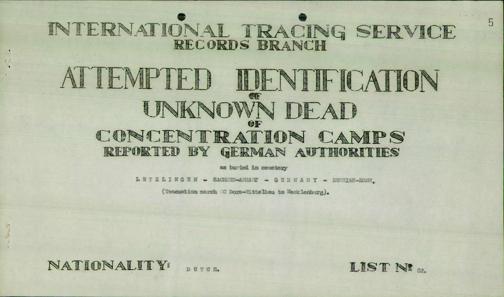 5
INTERNATIONAL TRACING SERVICE
RECORDS BRANCH
ATTEMPTED IDENTIFICATION
OF
UNKNOWN DEAD
OF
CONCENTRATION CAMPS
REPORTED BY GERMAN AUTHORITIES
as buried in cemetery
LETZLINGEN - SACHSEN-ANHALT - GERMANY - RUSSIAN-ZONE.
(Evacuation march Dora-Mittelbau to Mecklenburg).
NATIONALITY: DUTCH. LIST Nº